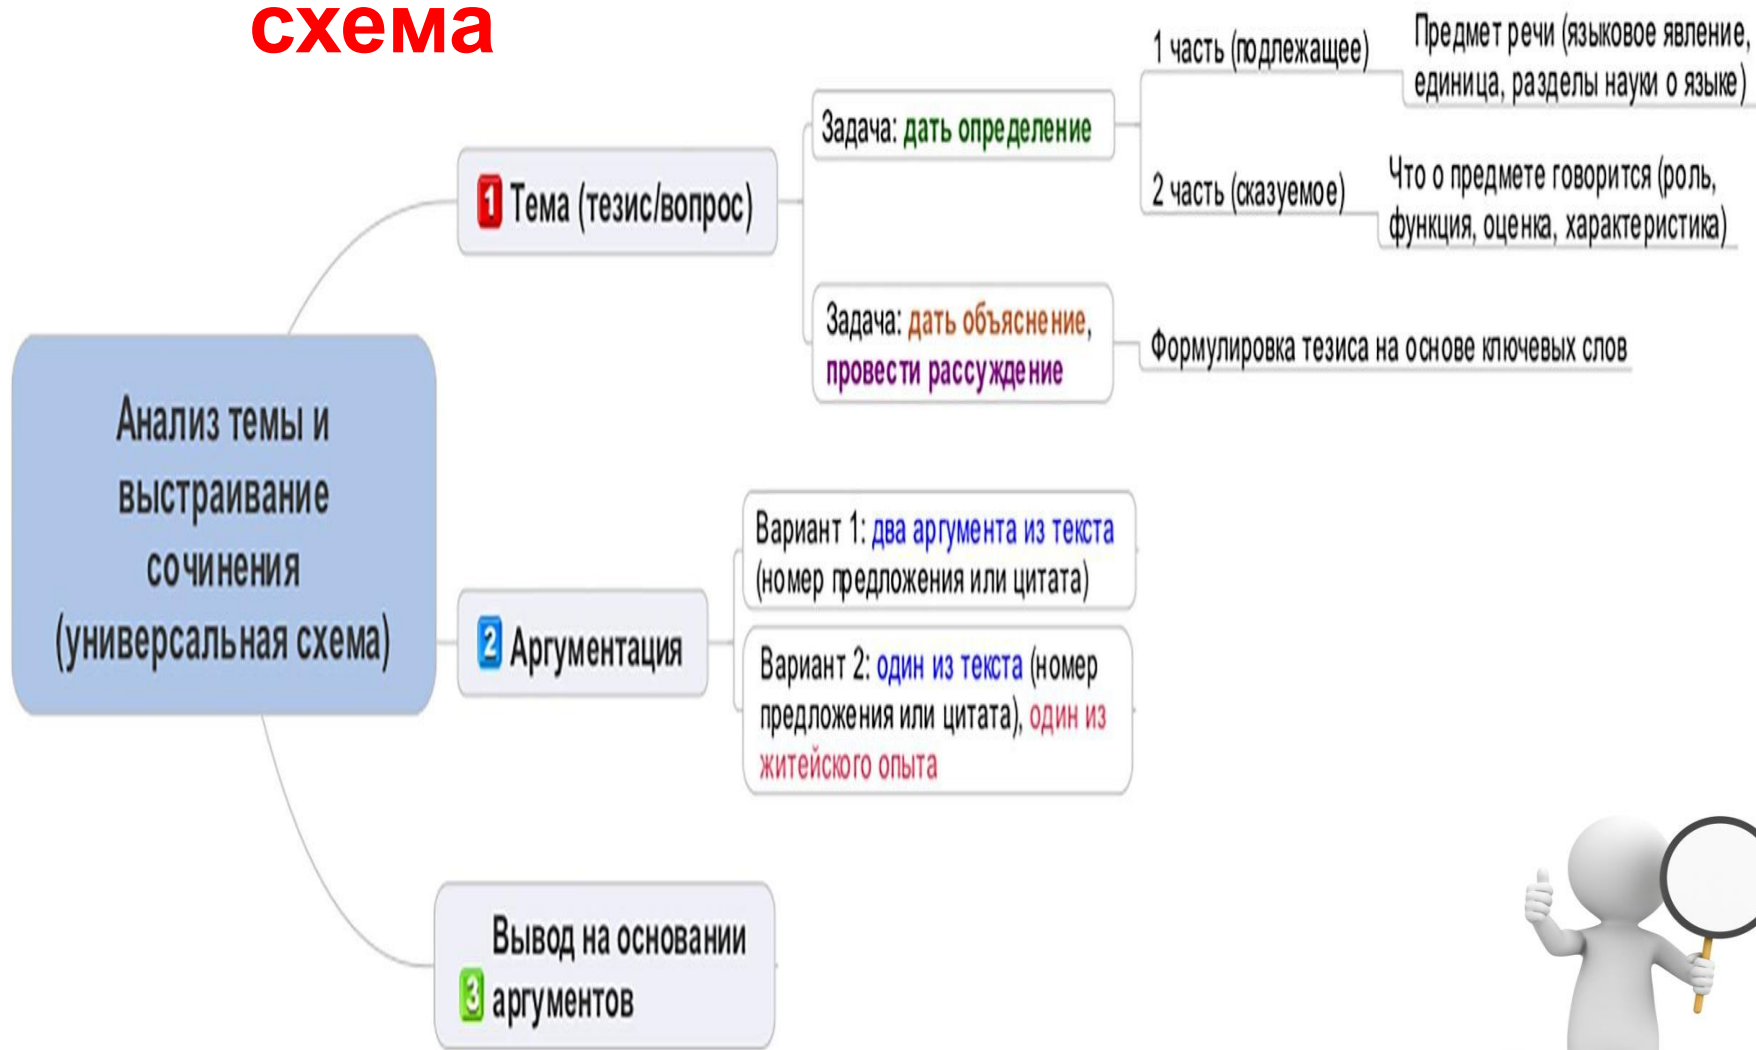 схема
Анализ темы и
выстраивание
сочинения
(универсальная схема)
1 Тема (тезис/вопрос)
Задача: дать определение
1 часть (подлежащее)
Предмет речи (языковое явление,
единица, разделы науки о языке)
2 часть (сказуемое)
Что о предмете говорится (роль,
функция, оценка, характеристика)
Задача: дать объяснение,
провести рассуждение
Формулировка тезиса на основе ключевых слов
2 Аргументация
Вариант 1: два аргумента из текста
(номер предложения или цитата)
Вариант 2: один из текста (номер
предложения или цитата), один из
житейского опыта
Вывод на основании
3 аргументов